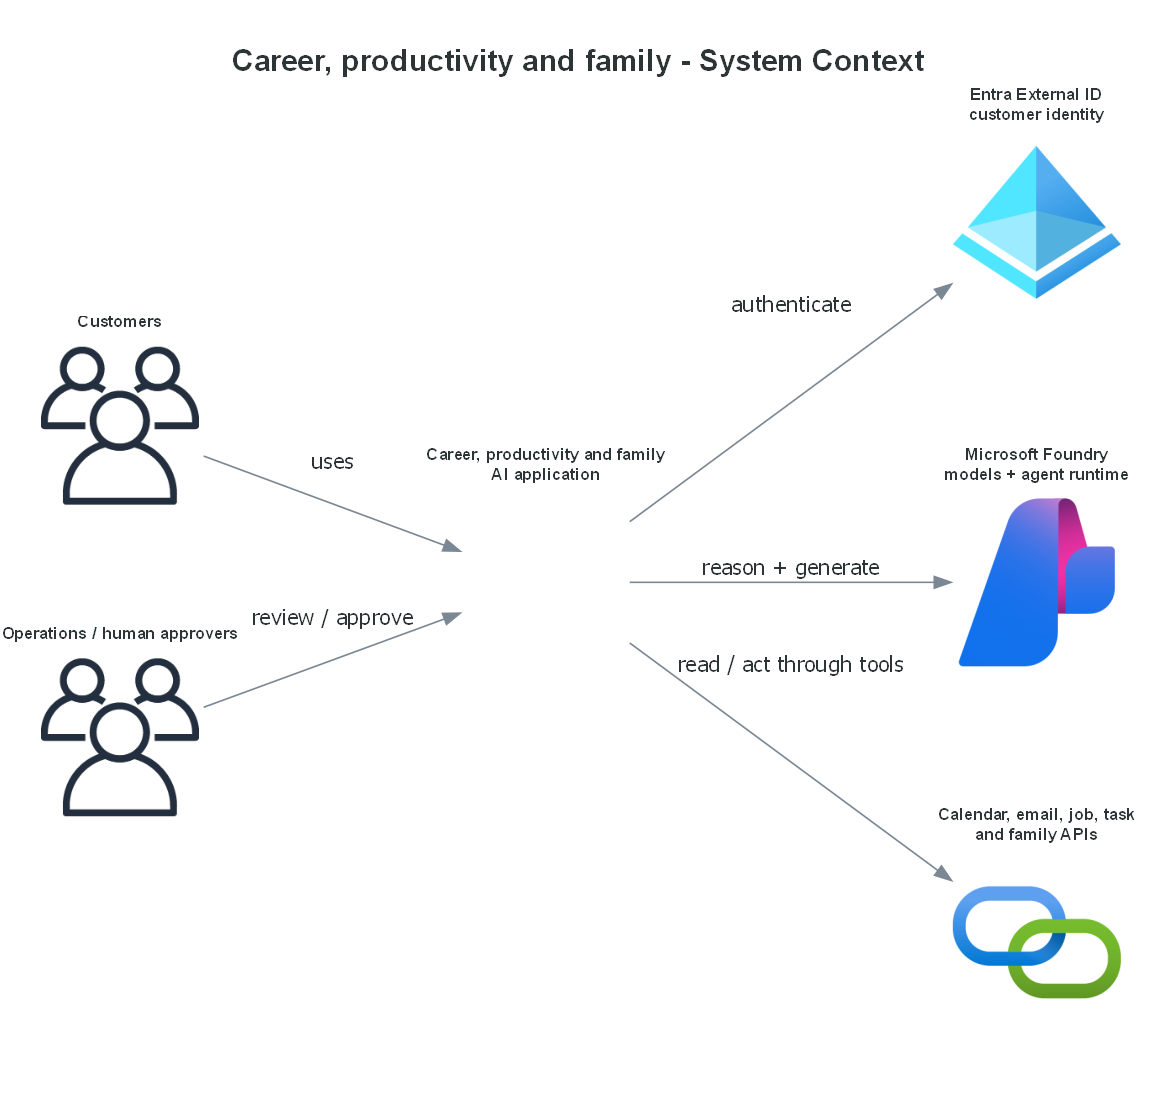 Career, productivity and family - System Context
Entra External ID
customer identity
authenticate
Customers
uses
Career, productivity and family
AI application
Microsoft Foundry
models + agent runtime
reason + generate
review / approve
Operations / human approvers
read / act through tools
Calendar, email, job, task
and family APIs